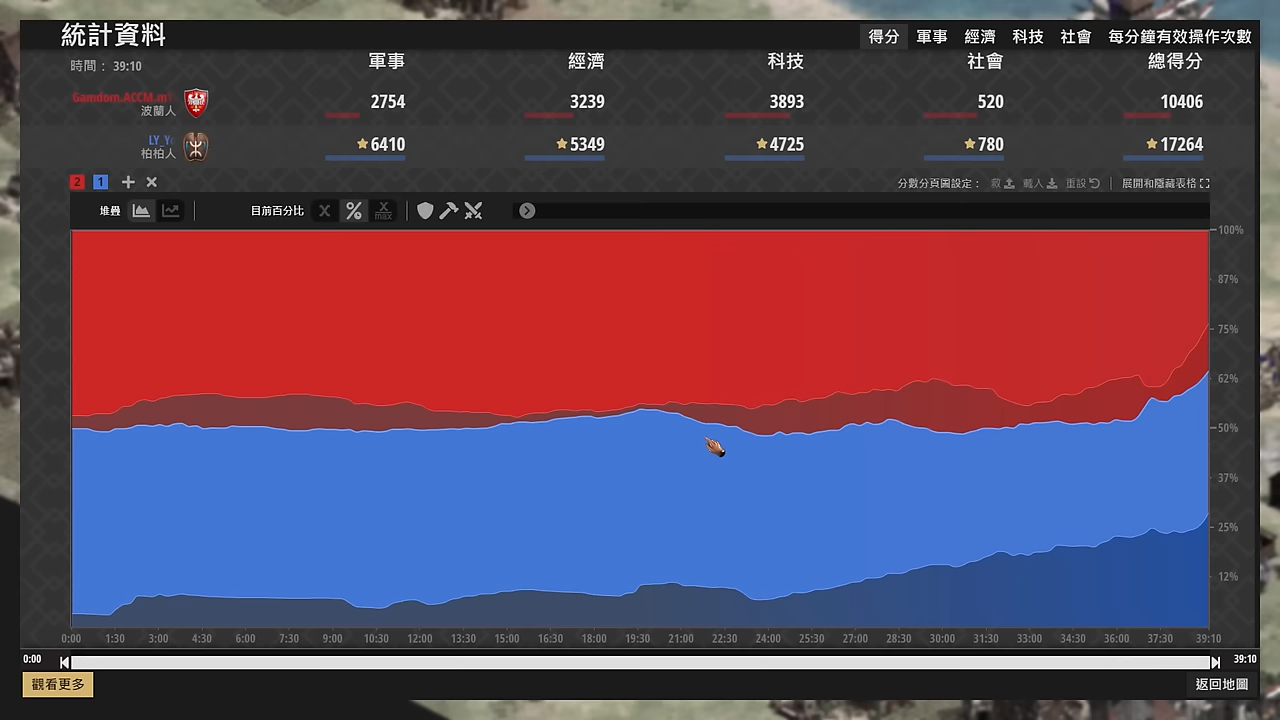 統計資料
得分 軍事 經濟 科技 社會 每分鐘有效操作次數
時間： 39:10
軍事 經濟 科技 社會 總得分
Gamdom.ACCM.mY
波蘭人
2754 3239 3893 520 10406
LY_Y
柏柏人
6410 5349 4725 780 17264
2 1
分數分頁圖設定： 載入 重設 展開和隱藏表格
堆疊 目前百分比 X % X max
100%
87%
75%
62%
50%
37%
25%
12%
0:00 1:30 3:00 4:30 6:00 7:30 9:00 10:30 12:00 13:30 15:00 16:30 18:00 19:30 21:00 22:30 24:00 25:30 27:00 28:30 30:00 31:30 33:00 34:30 36:00 37:30 39:10
0:00 39:10
觀看更多 返回地圖